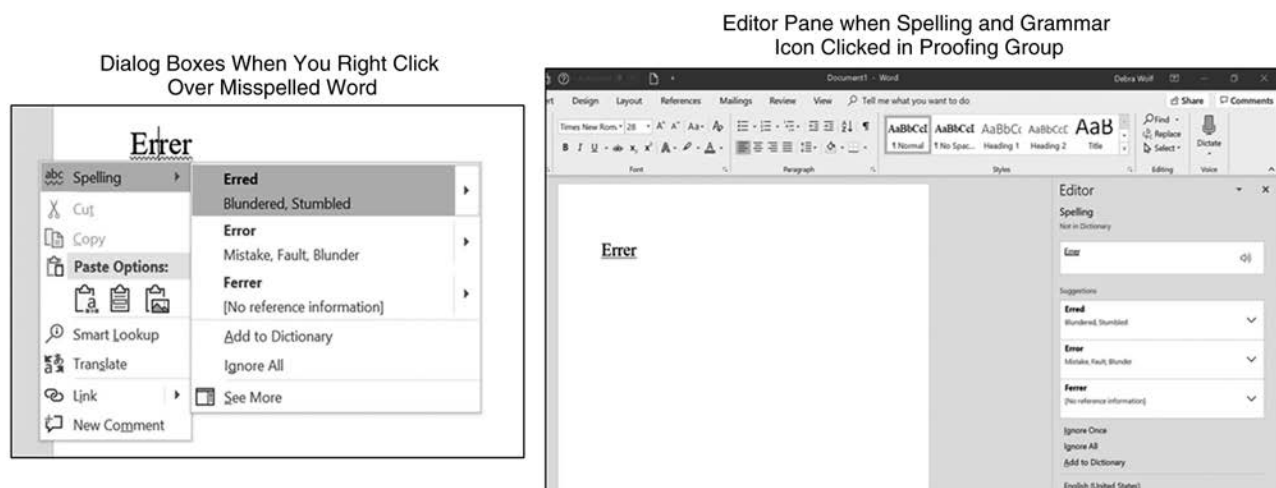 Dialog Boxes When You Right Click
Over Misspelled Word
Errer
abc Spelling
Cut
Copy
Paste Options:
a
Smart Lookup
Translate
Link
New Comment
Erred
Blundered, Stumbled
Error
Mistake, Fault, Blunder
Ferrer
[No reference information]
Add to Dictionary
Ignore All
See More
Editor Pane when Spelling and Grammar
Icon Clicked in Proofing Group
Document1 - Word
Debra Wolf
Design Layout References Mailings Review View Tell me what you want to do
Share Comments
Times New Rom 28 A A Aa A
B I U ab x x A A
Font
Paragraph
AaBbCcI AaBbCcI AaBbCc AaBbCcE AaB
1 Normal 1 No Spac... Heading 1 Heading 2 Title
Styles
Find
Replace
Select
Editing
Dictate
Voice
Errer
Editor
Spelling
Not in Dictionary
Errer
Suggestions
Erred
Blundered, Stumbled
Error
Mistake, Fault, Blunder
Ferrer
[No reference information]
Ignore Once
Ignore All
Add to Dictionary
English (United States)